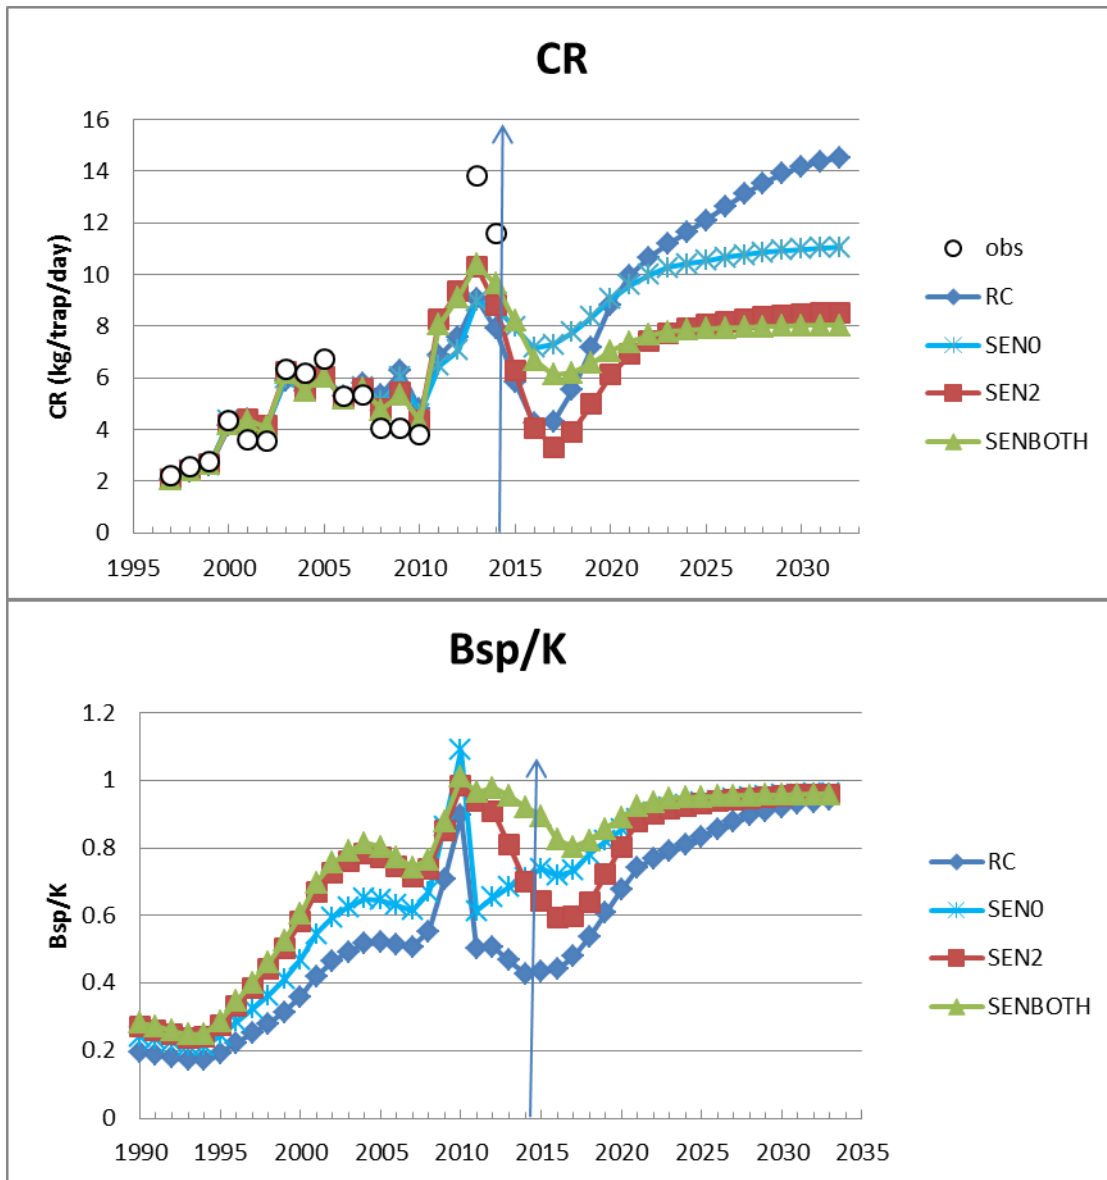 CR
CR (kg/trap/day)
16
14
12
10
8
6
4
2
0
1995 2000 2005 2010 2015 2020 2025 2030
obs
RC
SEN0
SEN2
SENBOTH
Bsp/K
Bsp/K
1.2
1
0.8
0.6
0.4
0.2
0
1990 1995 2000 2005 2010 2015 2020 2025 2030 2035
RC
SEN0
SEN2
SENBOTH